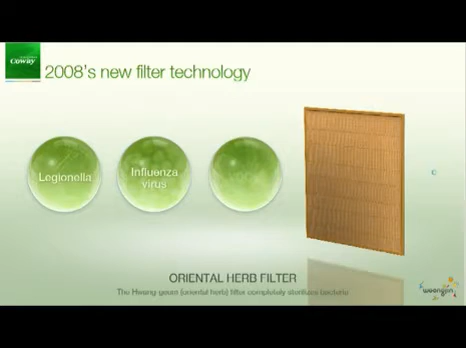 Coway
2008's new filter technology
Legionella
Influenza
virus
ORIENTAL HERB FILTER
The Hwang-geum (oriental herb) filter completely sterilizes bacteria
woongjin